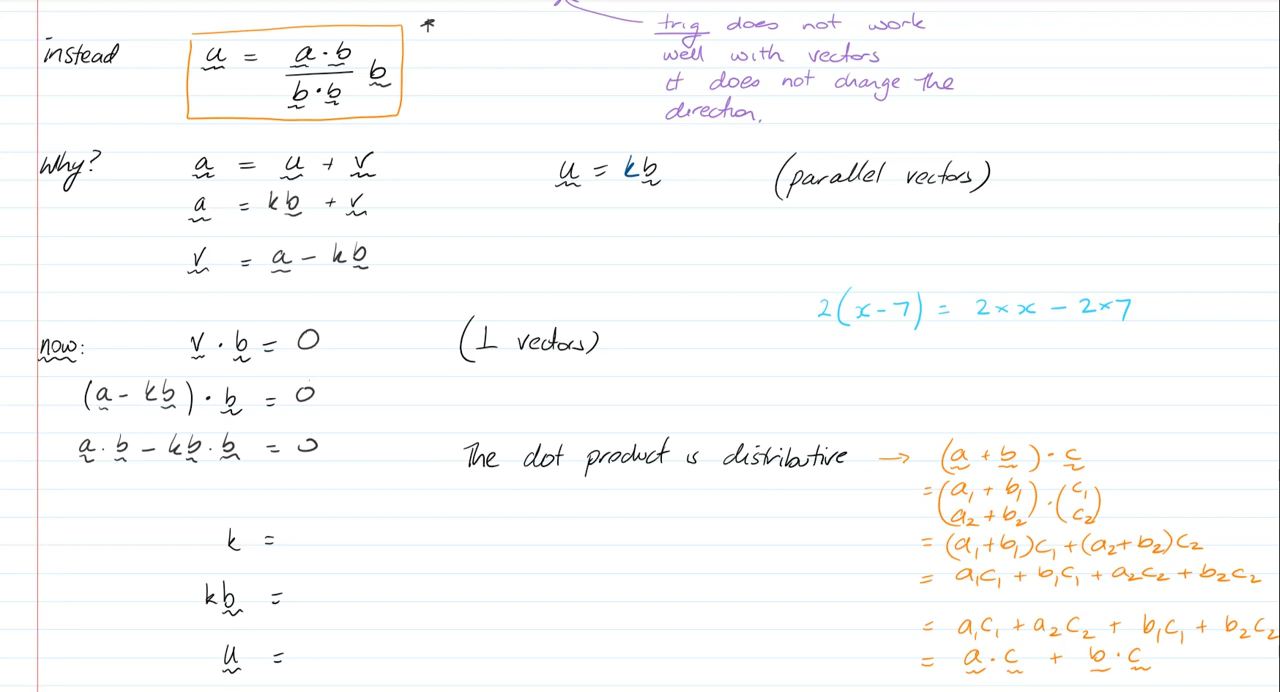 trig does not work
instead u = a · b / b · b b *
well with vectors
it does not change the
direction.
Why? a = u + v u = kb (parallel vectors)
a = kb + v
v = a - kb
2(x-7) = 2×x - 2×7
now: v · b = 0 (⊥ vectors)
(a - kb) · b = 0
a · b - kb · b = 0 The dot product is distributive → (a + b) · c
= (a₁ + b₁ a₂ + b₂) · (c₁ c₂)
k = = (a₁+b₁)c₁+(a₂+b₂)c₂
= a₁c₁ + b₁c₁ + a₂c₂ + b₂c₂
kb =
= a₁c₁ + a₂c₂ + b₁c₁ + b₂c₂
u = = a · c + b · c